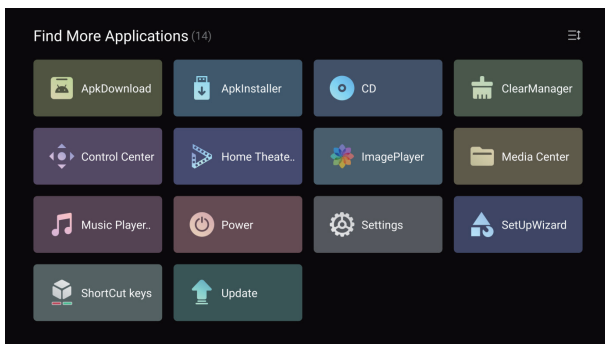 Find More Applications (14)
ApkDownload
ApkInstaller
CD
ClearManager
Control Center
Home Theate..
ImagePlayer
Media Center
Music Player..
Power
Settings
SetUpWizard
ShortCut keys
Update